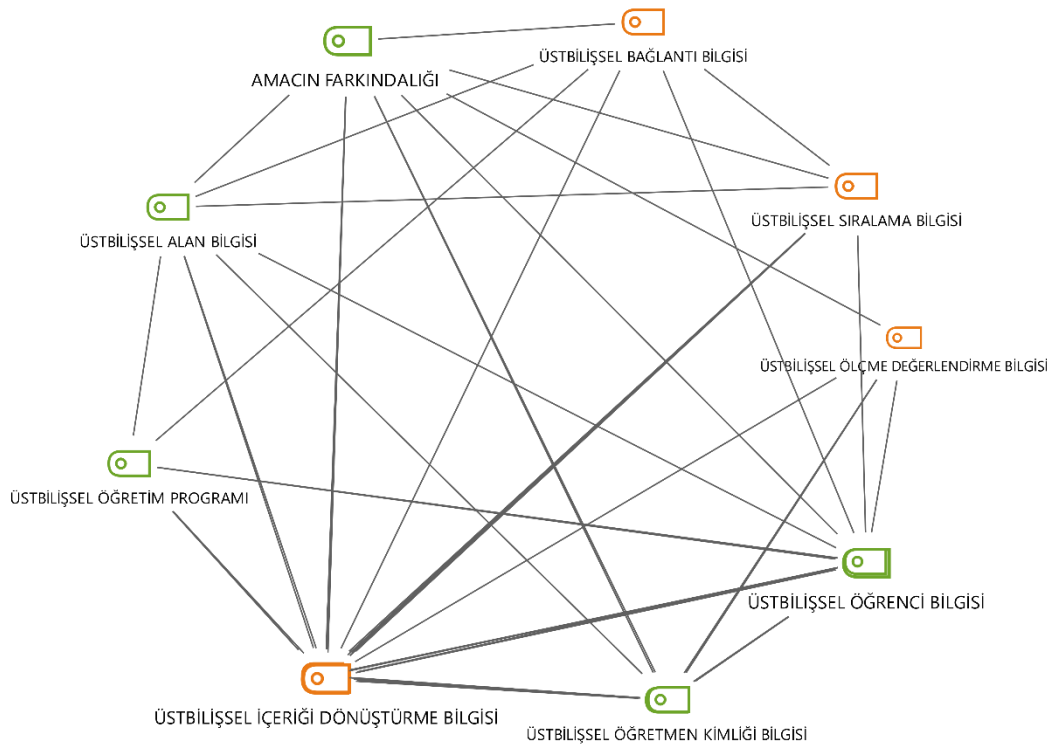 ÜSTBİLİŞSEL BAĞLANTI BİLGİSİ
AMACIN FARKINDALIĞI
ÜSTBİLİŞSEL SIRALAMA BİLGİSİ
ÜSTBİLİŞSEL ALAN BİLGİSİ
ÜSTBİLİŞSEL ÖLÇME DEĞERLENDİRME BİLGİSİ
ÜSTBİLİŞSEL ÖĞRETİM PROGRAMI
ÜSTBİLİŞSEL ÖĞRENCİ BİLGİSİ
ÜSTBİLİŞSEL İÇERİĞİ DÖNÜŞTÜRME BİLGİSİ
ÜSTBİLİŞSEL ÖĞRETMEN KİMLİĞİ BİLGİSİ